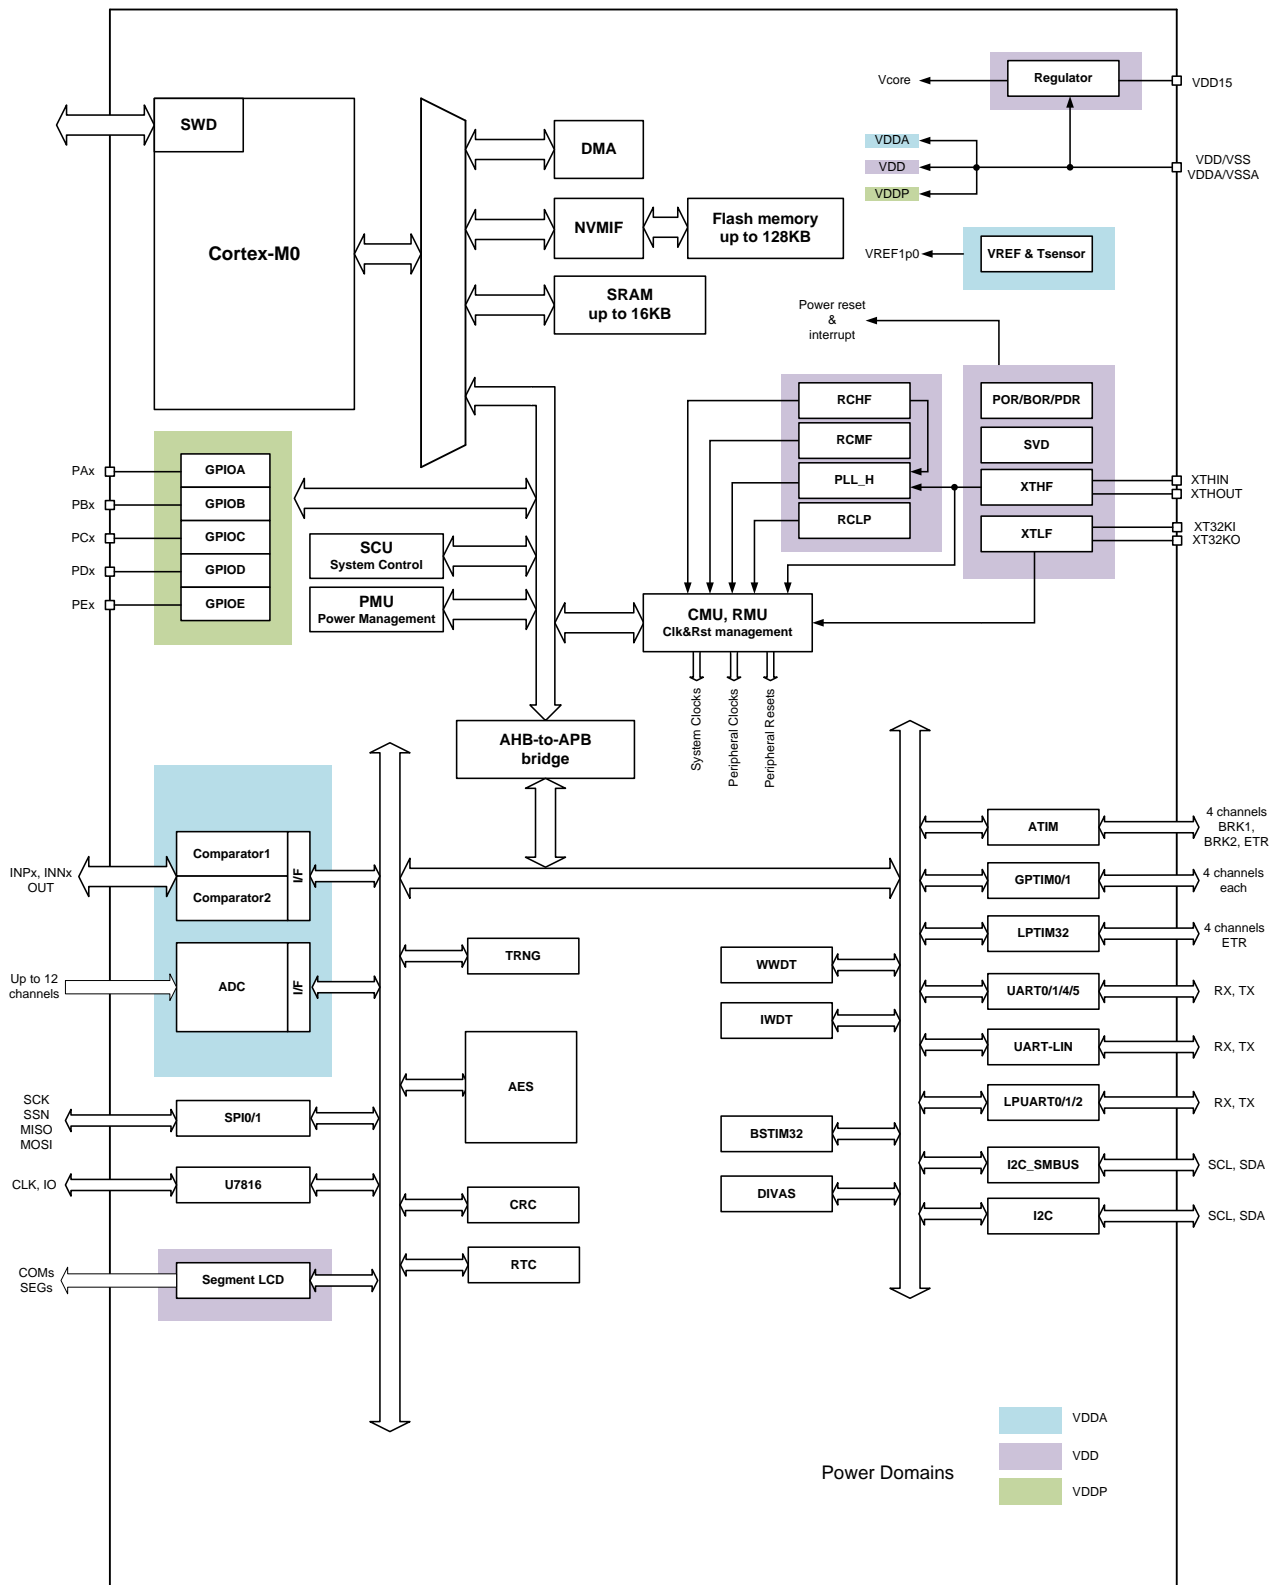 Regulator
Vcore
VDD15
SWD
VDDA
DMA
VDD/VSS
VDDA/VSSA
VDD
VDDP
Cortex-M0
NVMIF
Flash memory
up to 128KB
VREF1p0
VREF & Tsensor
SRAM
up to 16KB
Power reset
&
interrupt
RCHF
POR/BOR/PDR
RCMF
SVD
PAx
GPIOA
PLL_H
XTHF
XTHIN
XTHOUT
PBx
GPIOB
RCLP
XTLF
XT32KI
XT32KO
PCx
GPIOC
SCU
System Control
PDx
GPIOD
PEx
GPIOE
PMU
Power Management
CMU, RMU
Clk&Rst management
System Clocks
Peripheral Clocks
Peripheral Resets
AHB-to-APB
bridge
ATIM
4 channels
BRK1,
BRK2, ETR
Comparator1
I/F
INPx, INNx
OUT
Comparator2
GPTIM0/1
4 channels
each
LPTIM32
4 channels
ETR
TRNG
WWDT
Up to 12
channels
ADC
I/F
UART0/1/4/5
RX, TX
IWDT
UART-LIN
RX, TX
AES
SCK
SSN
MISO
MOSI
SPI0/1
LPUART0/1/2
RX, TX
BSTIM32
I2C_SMBUS
SCL, SDA
CLK, IO
U7816
DIVAS
CRC
I2C
SCL, SDA
RTC
COMs
SEGs
Segment LCD
VDDA
VDD
Power Domains
VDDP